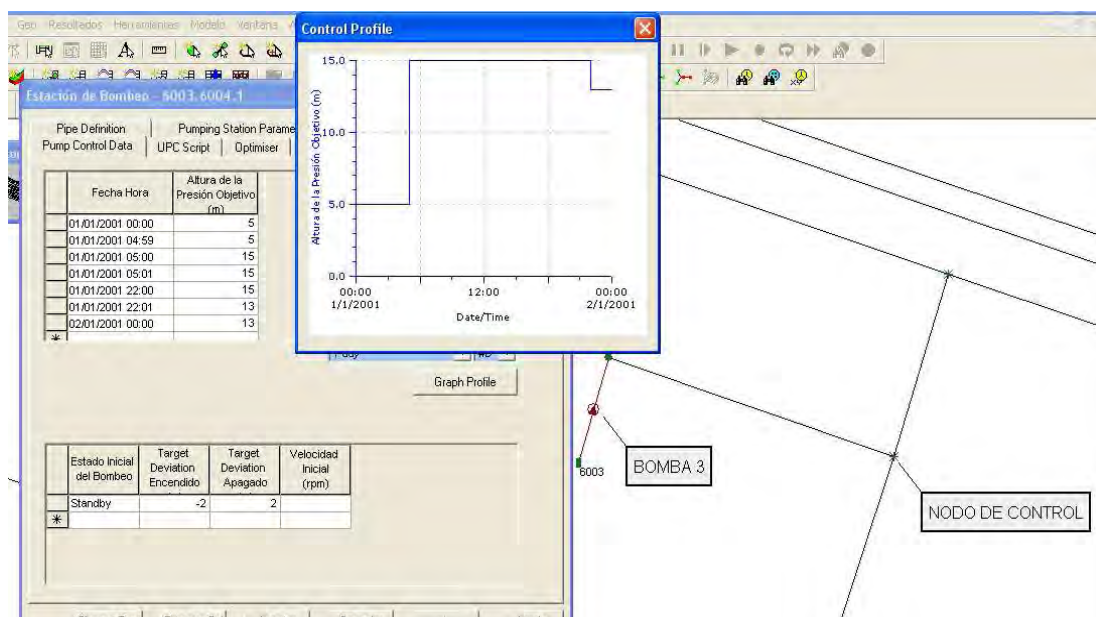 Geo Resultados Herramientas Modelo Ventana
Control Profile
Estación de Bombeo - 6003.6004.1
Pipe Definition
Pumping Station Parame
Pump Control Data
UPC Script
Optimiser
Fecha Hora
Altura de la Presión Objetivo (m)
01/01/2001 00:00 5
01/01/2001 04:59 5
01/01/2001 05:00 15
01/01/2001 05:01 15
01/01/2001 22:00 15
01/01/2001 22:01 13
02/01/2001 00:00 13
Altura de la Presión Objetivo (m)
15.0
10.0
5.0
0.0
00:00
12:00
00:00
1/1/2001
2/1/2001
Date/Time
#D
Graph Profile
Estado Inicial del Bombeo
Target Deviation Encendido
Target Deviation Apagado
Velocidad Inicial (rpm)
Standby -2 2
6003
BOMBA 3
NODO DE CONTROL